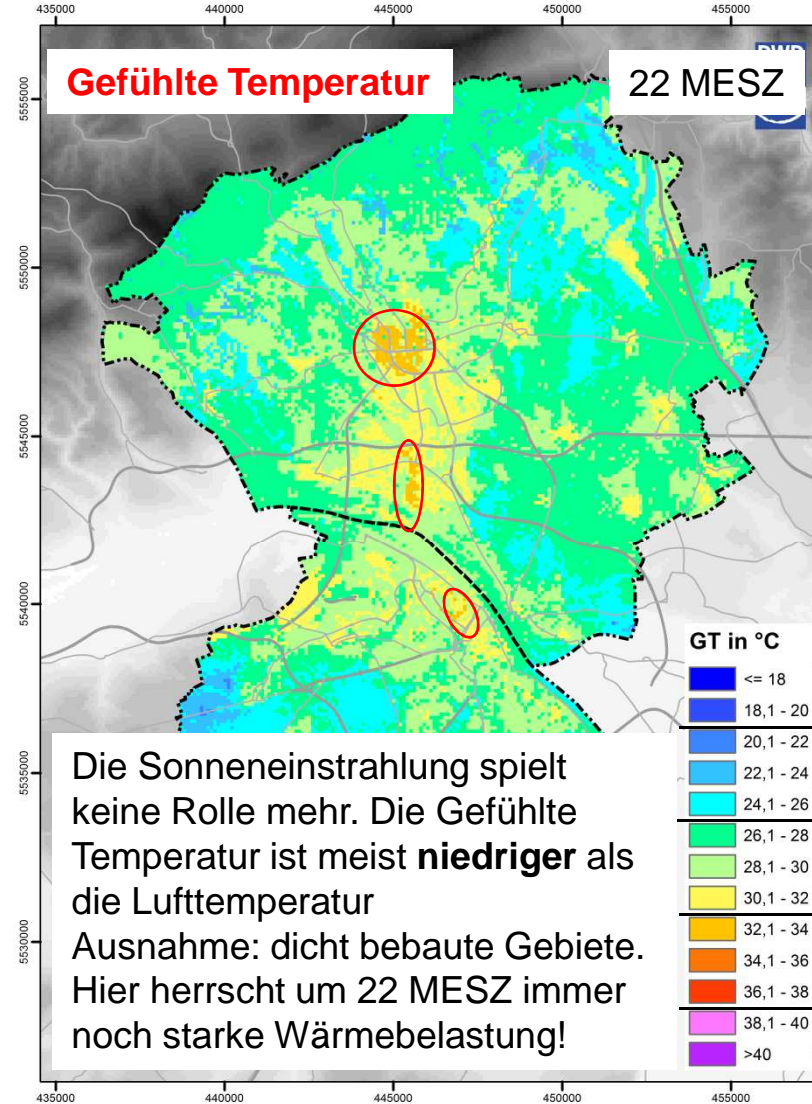 435000 440000 445000 450000 455000
Gefühlte Temperatur
22 MESZ
DWD
5555000
5550000
5545000
5540000
5535000
5530000
GT in °C
<= 18
18,1 - 20
20,1 - 22
22,1 - 24
24,1 - 26
26,1 - 28
28,1 - 30
30,1 - 32
32,1 - 34
34,1 - 36
36,1 - 38
38,1 - 40
>40
Die Sonneneinstrahlung spielt
keine Rolle mehr. Die Gefühlte
Temperatur ist meist niedriger als
die Lufttemperatur
Ausnahme: dicht bebaute Gebiete.
Hier herrscht um 22 MESZ immer
noch starke Wärmebelastung!
435000 440000 445000 450000 455000